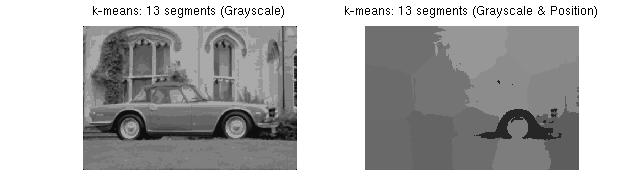 k-means: 13 segments (Grayscale)
k-means: 13 segments (Grayscale & Position)